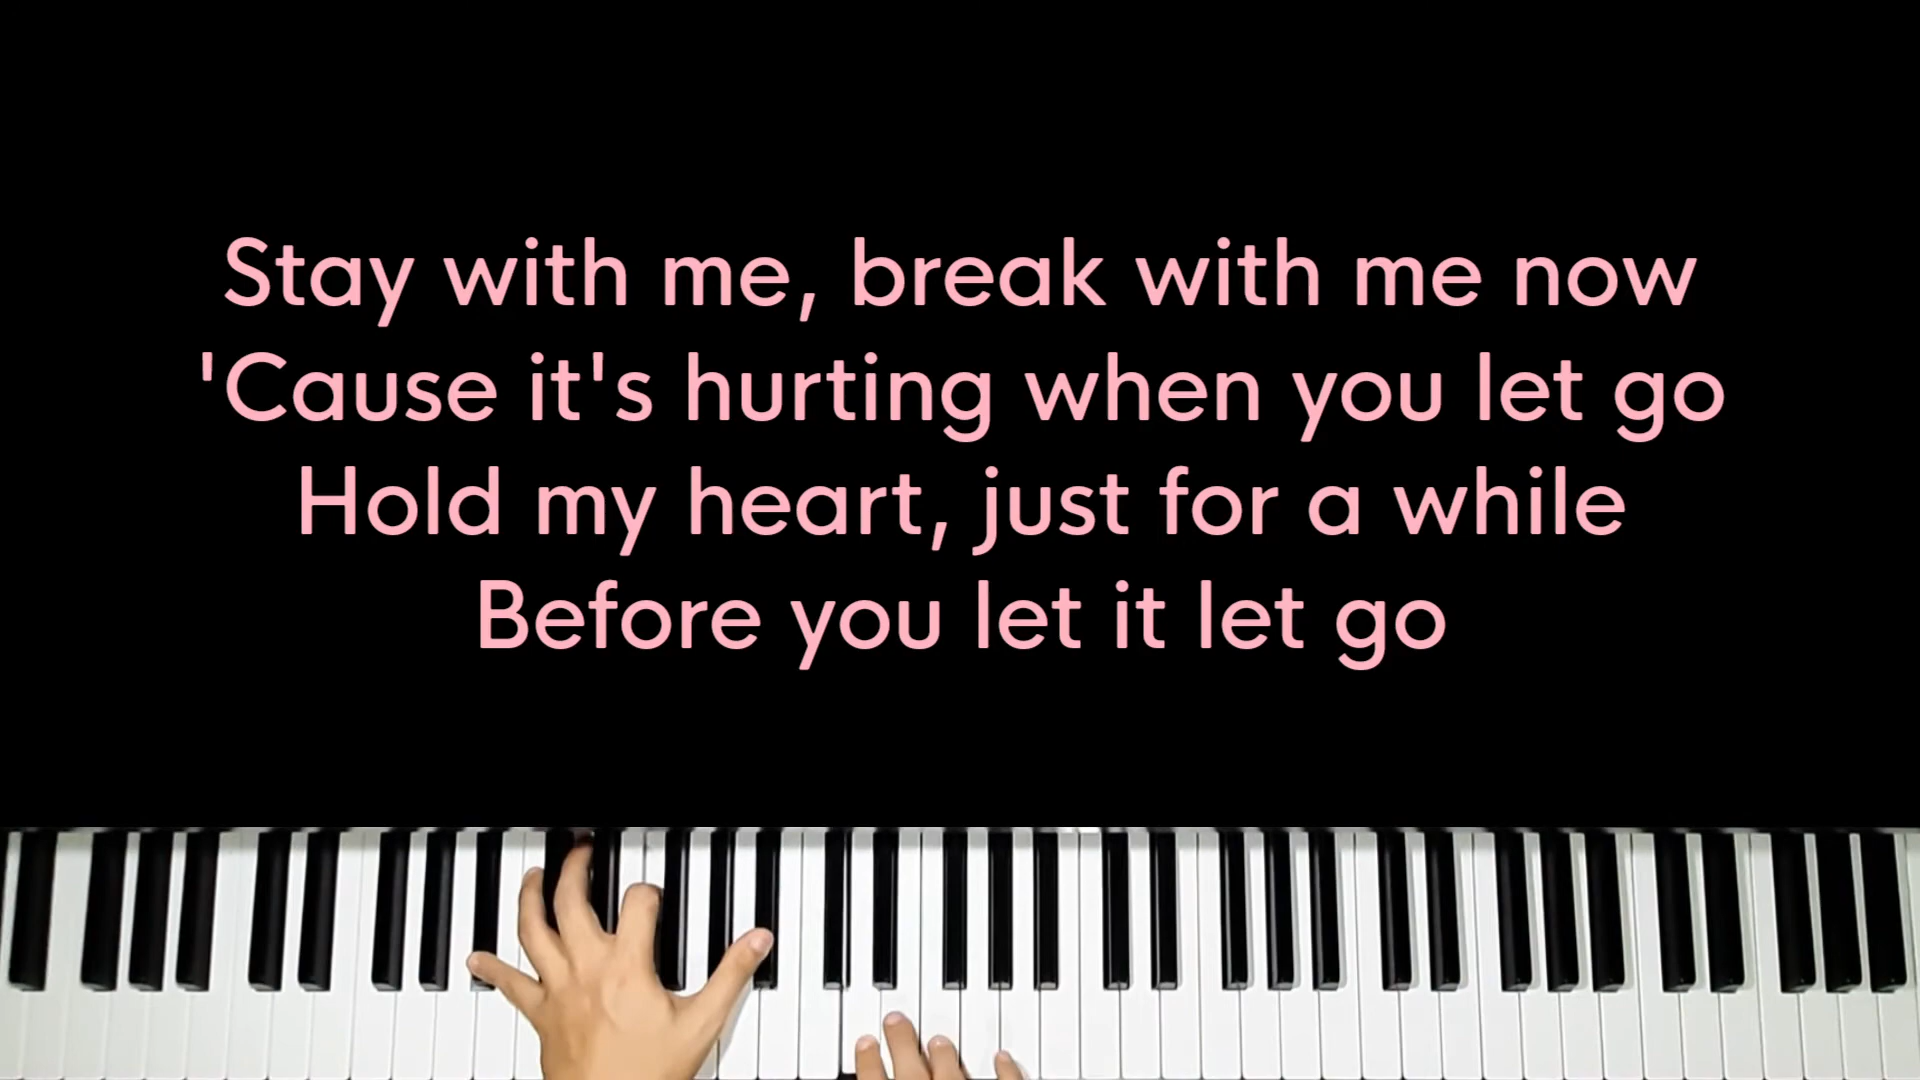 Stay with me, break with me now
'Cause it's hurting when you let go
Hold my heart, just for a while
Before you let it let go